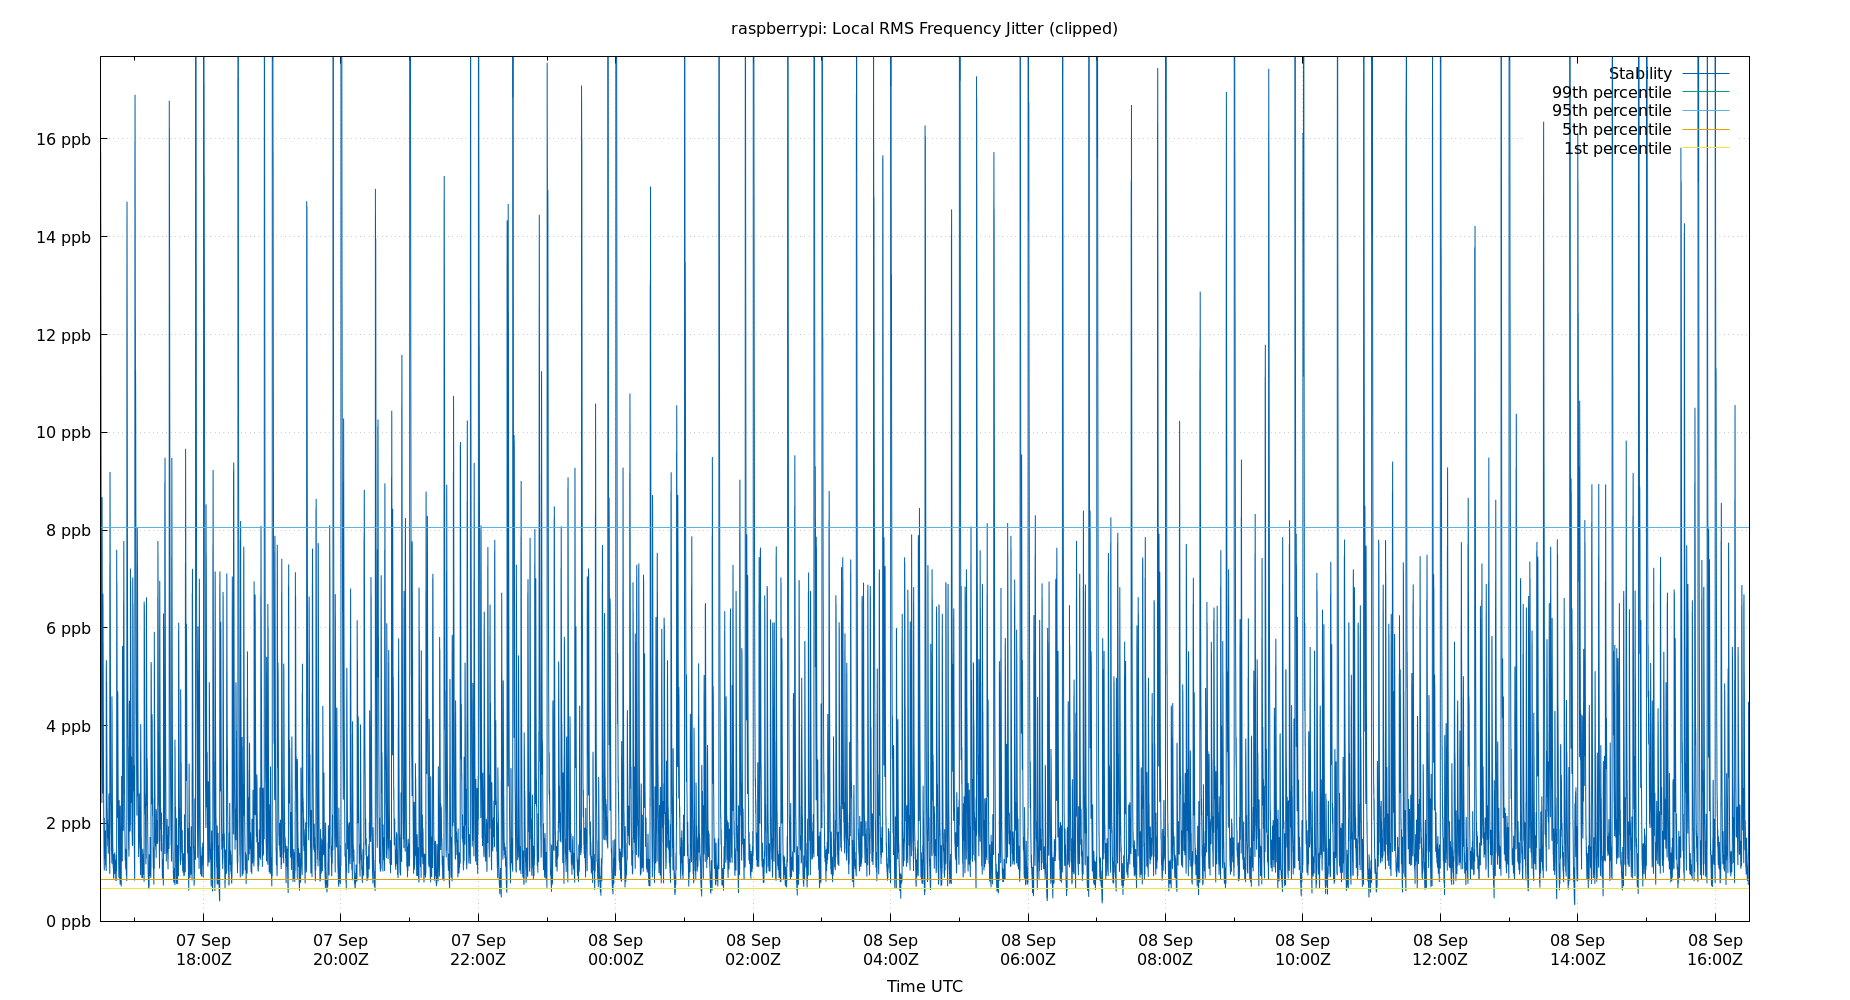 raspberrypi: Local RMS Frequency Jitter (clipped)
Stability
99th percentile
95th percentile
5th percentile
1st percentile
16 ppb
14 ppb
12 ppb
10 ppb
8 ppb
6 ppb
4 ppb
2 ppb
0 ppb
07 Sep 07 Sep 07 Sep 08 Sep 08 Sep 08 Sep 08 Sep 08 Sep 08 Sep 08 Sep 08 Sep 08 Sep
18:00Z 20:00Z 22:00Z 00:00Z 02:00Z 04:00Z 06:00Z 08:00Z 10:00Z 12:00Z 14:00Z 16:00Z
Time UTC